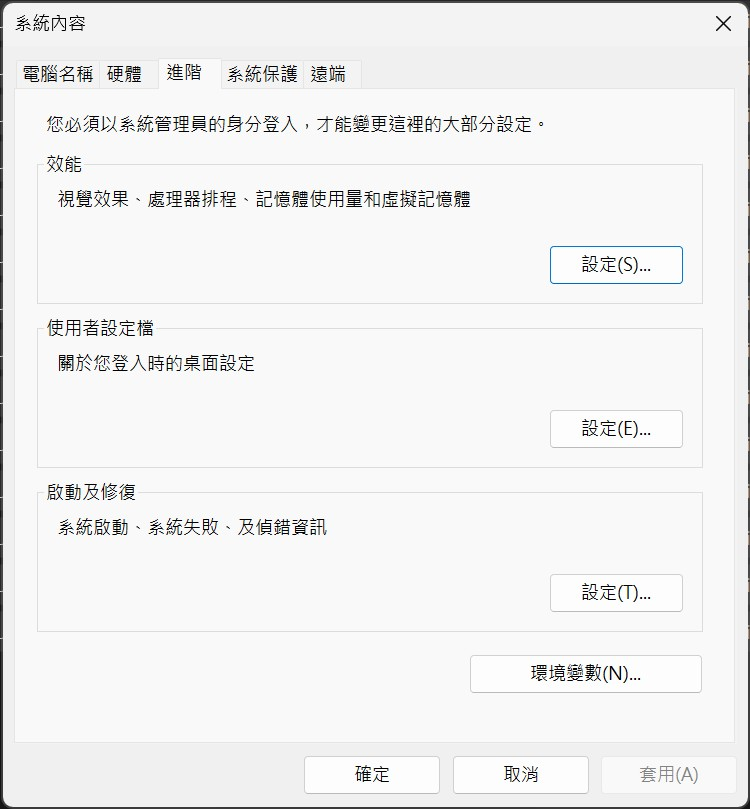 系統內容
電腦名稱 硬體 進階 系統保護 遠端
您必須以系統管理員的身分登入，才能變更這裡的大部分設定。
效能
視覺效果、處理器排程、記憶體使用量和虛擬記憶體
設定(S)...
使用者設定檔
關於您登入時的桌面設定
設定(E)...
啟動及修復
系統啟動、系統失敗、及偵錯資訊
設定(T)...
環境變數(N)...
確定 取消 套用(A)